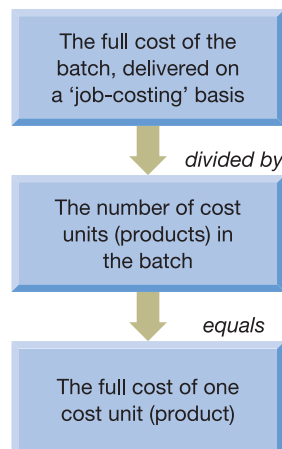 The full cost of the
batch, delivered on
a ‘job-costing’ basis
divided by
The number of cost
units (products) in
the batch
equals
The full cost of one
cost unit (product)